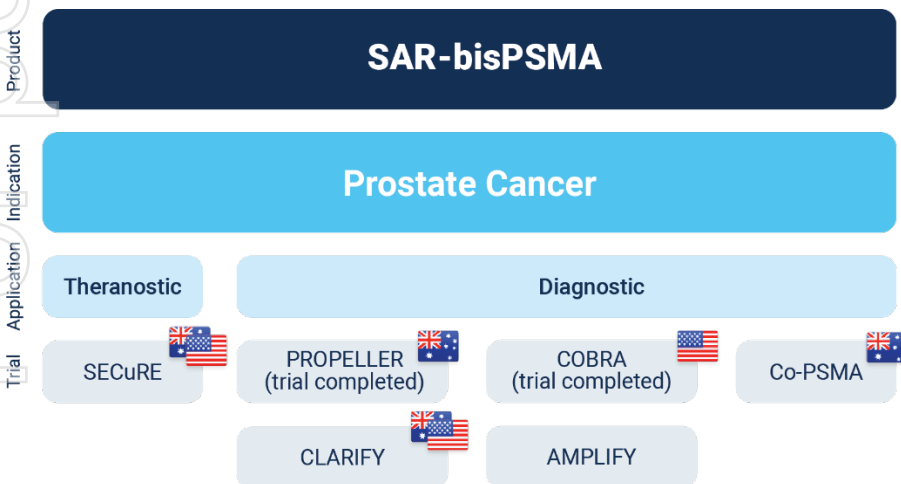 Product
SAR-bisPSMA
Indication
Prostate Cancer
Application
Theranostic
Diagnostic
Trial
SECuRE
PROPELLER
(trial completed)
COBRA
(trial completed)
Co-PSMA
CLARIFY
AMPLIFY